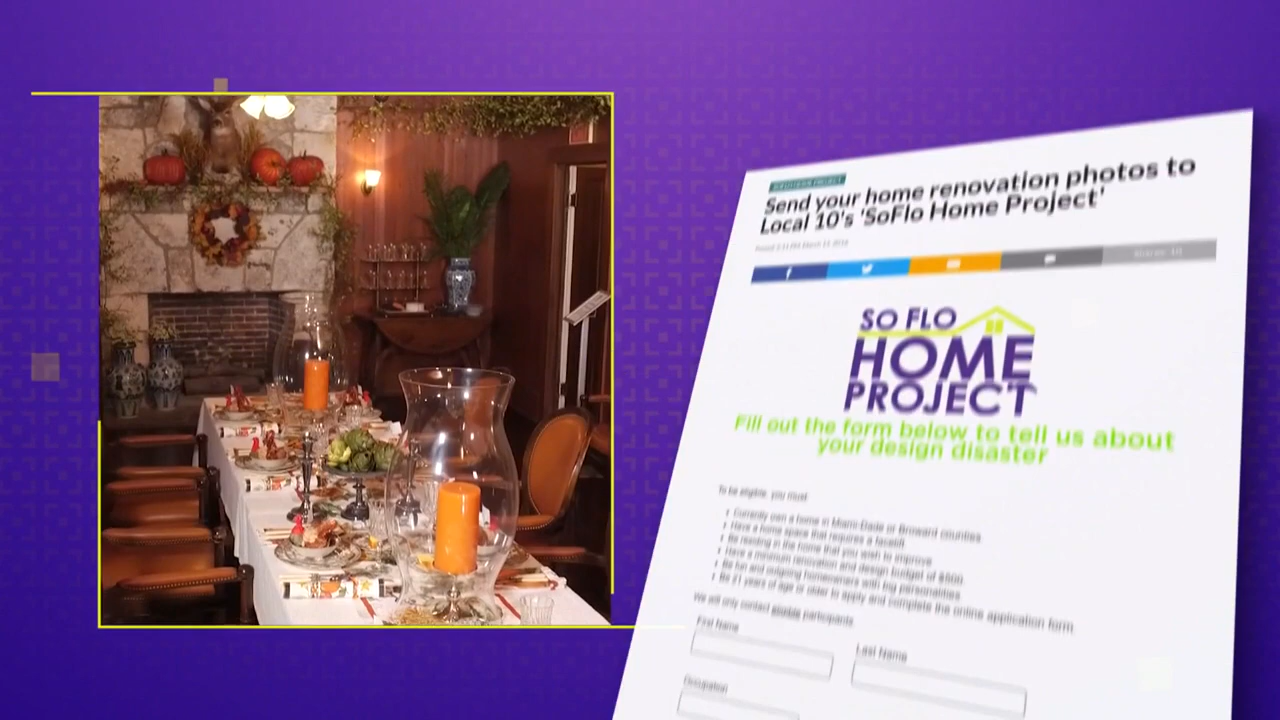 Send your home renovation photos to
Local 10's 'SoFlo Home Project'
SO FLO
HOME
PROJECT
Fill out the form below to tell us about
your design disaster
To be eligible, you must:
Currently own a home in Miami-Dade or Broward counties
Have a home space that requires a facelift
Be residing in the home that you wish to improve
Have a minimum renovation and design budget of $500
Be fun and outgoing homeowners with big personalities
Be 21 years of age or older to apply and complete the online application form
We will only contact eligible participants.
First Name
Last Name
Occupation